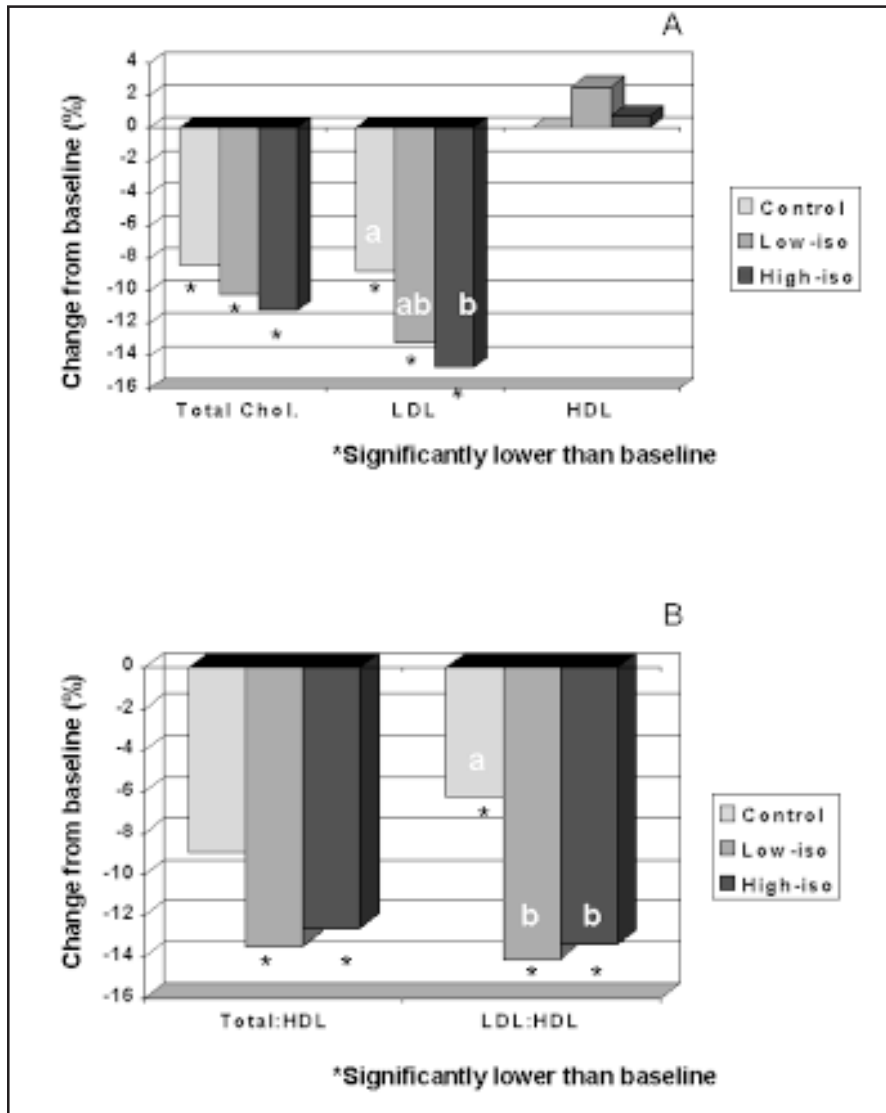 A
4
2
0
-2
-4
-6
-8
-10
-12
-14
-16
Change from baseline (%)
a
ab
b
*
*
*
*
*
*
Total Chol.
LDL
HDL
Control
Low-iso
High-iso
*Significantly lower than baseline
B
0
-2
-4
-6
-8
-10
-12
-14
-16
Change from baseline (%)
a
b
b
*
*
*
*
*
Total:HDL
LDL:HDL
Control
Low-iso
High-iso
*Significantly lower than baseline